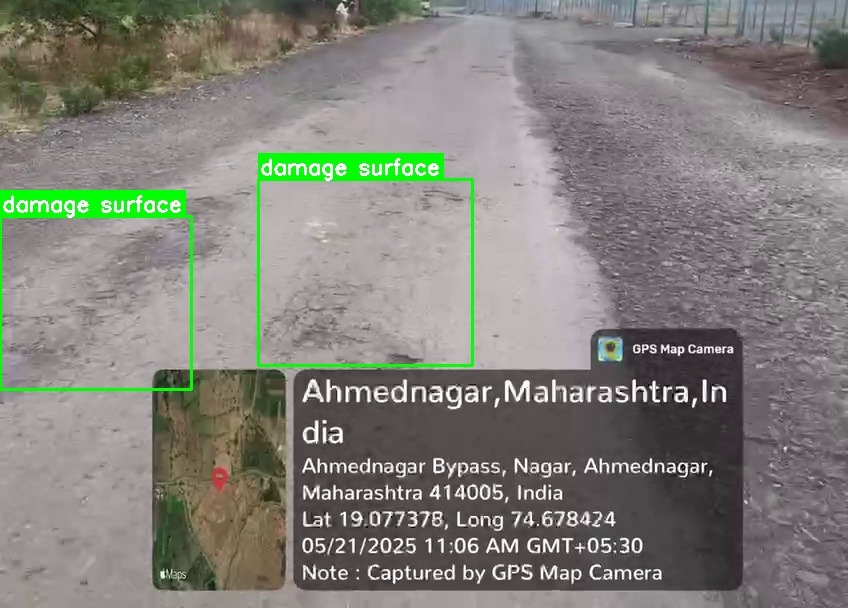 damage surface
damage surface
GPS Map Camera
Ahmednagar,Maharashtra,In
dia
Ahmednagar Bypass, Nagar, Ahmednagar,
Maharashtra 414005, India
Lat 19.077378, Long 74.678424
05/21/2025 11:06 AM GMT+05:30
Note : Captured by GPS Map Camera
Maps